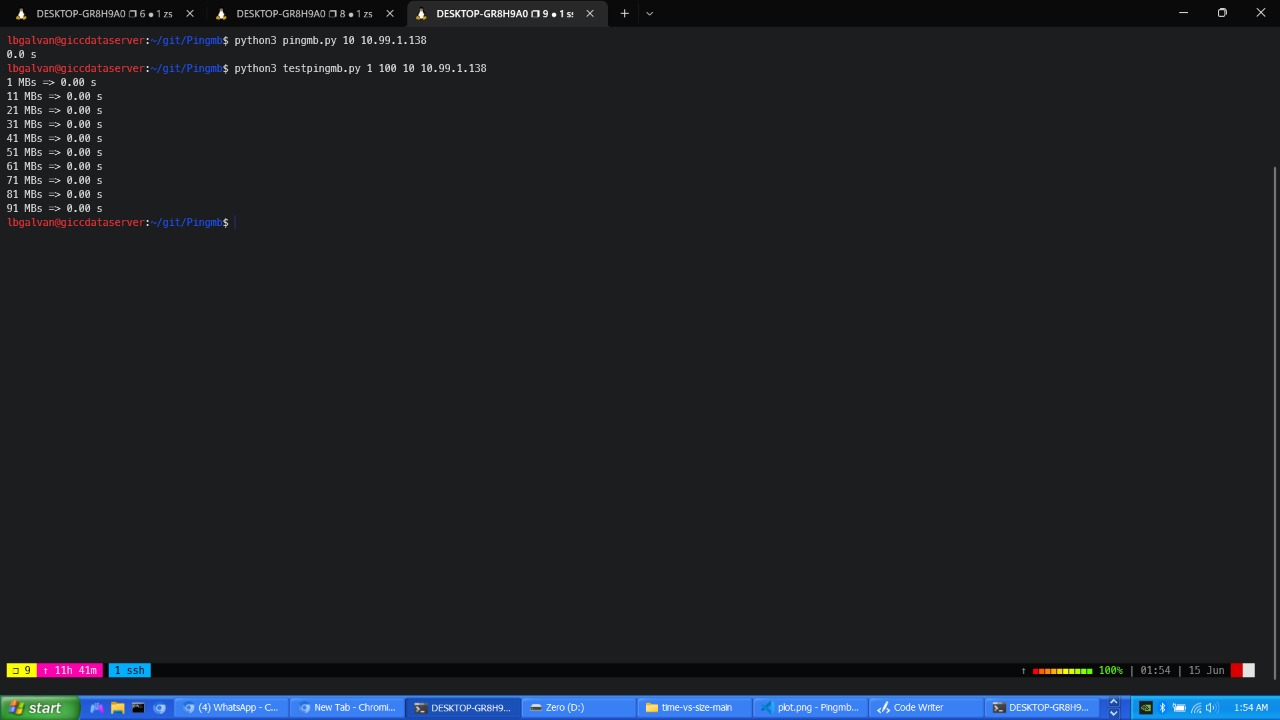 DESKTOP-GR8H9A0 ❐ 6 ● 1 zs
DESKTOP-GR8H9A0 ❐ 8 ● 1 zs
DESKTOP-GR8H9A0 ❐ 9 ● 1 ss
lbgalvan@giccdataserver:~/git/Pingmb$ python3 pingmb.py 10 10.99.1.138
0.0 s
lbgalvan@giccdataserver:~/git/Pingmb$ python3 testpingmb.py 1 100 10 10.99.1.138
1 MBs => 0.00 s
11 MBs => 0.00 s
21 MBs => 0.00 s
31 MBs => 0.00 s
41 MBs => 0.00 s
51 MBs => 0.00 s
61 MBs => 0.00 s
71 MBs => 0.00 s
81 MBs => 0.00 s
91 MBs => 0.00 s
lbgalvan@giccdataserver:~/git/Pingmb$
❐ 9 ↑ 11h 41m 1 ssh
↑ 100% | 01:54 | 15 Jun
start (4) WhatsApp - C... New Tab - Chromi... DESKTOP-GR8H9... Zero (D:) time-vs-size-main plot.png - Pingmb... Code Writer DESKTOP-GR8H9... 1:54 AM